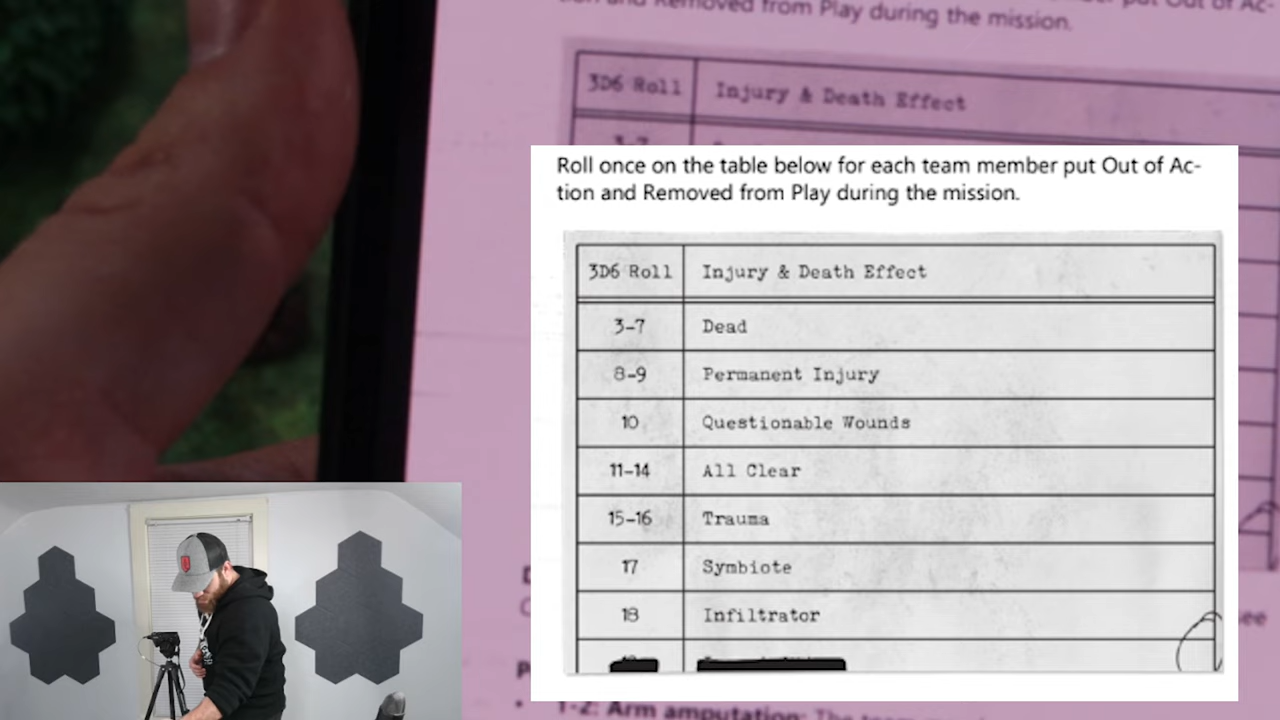 tion and Removed from Play during the mission.
3D6 Roll Injury & Death Effect
Roll once on the table below for each team member put Out of Ac-
tion and Removed from Play during the mission.
3D6 Roll Injury & Death Effect
3-7 Dead
8-9 Permanent Injury
10 Questionable Wounds
11-14 All Clear
15-16 Trauma
17 Symbiote
18 Infiltrator
1-2: Arm amputation: The team